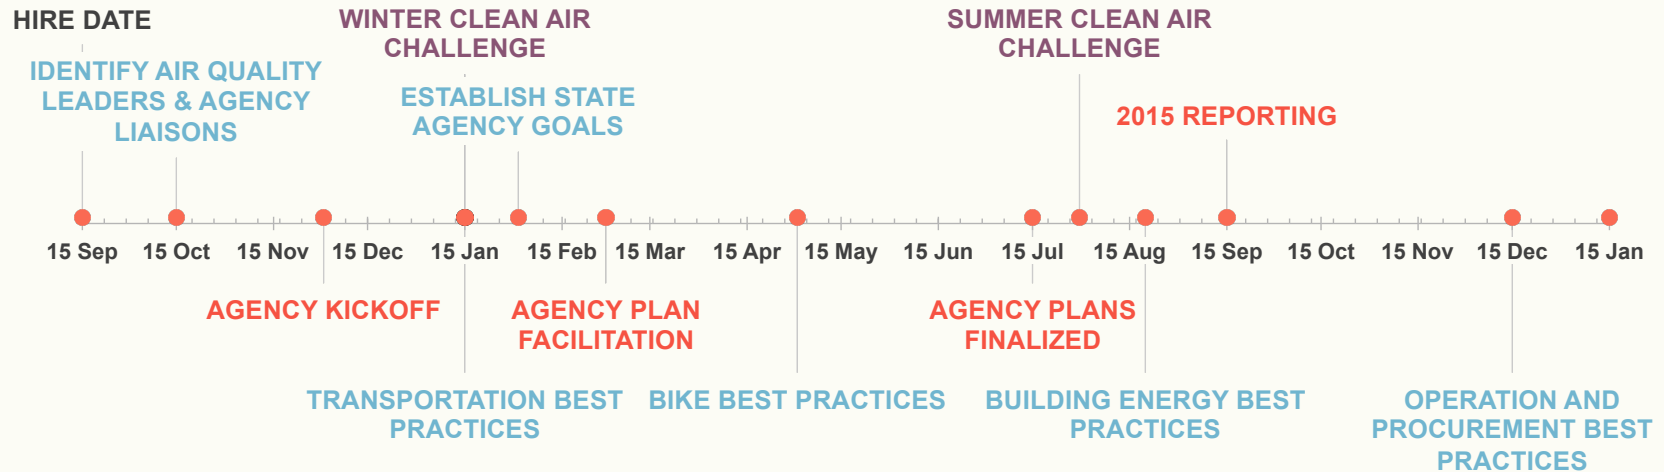 HIRE DATE
WINTER CLEAN AIR
CHALLENGE
SUMMER CLEAN AIR
CHALLENGE
IDENTIFY AIR QUALITY
LEADERS & AGENCY
LIAISONS
ESTABLISH STATE
AGENCY GOALS
2015 REPORTING
15 Sep
15 Oct
15 Nov
15 Dec
15 Jan
15 Feb
15 Mar
15 Apr
15 May
15 Jun
15 Jul
15 Aug
15 Sep
15 Oct
15 Nov
15 Dec
15 Jan
AGENCY KICKOFF
AGENCY PLAN
FACILITATION
AGENCY PLANS
FINALIZED
TRANSPORTATION BEST
PRACTICES
BIKE BEST PRACTICES
BUILDING ENERGY BEST
PRACTICES
OPERATION AND
PROCUREMENT BEST
PRACTICES